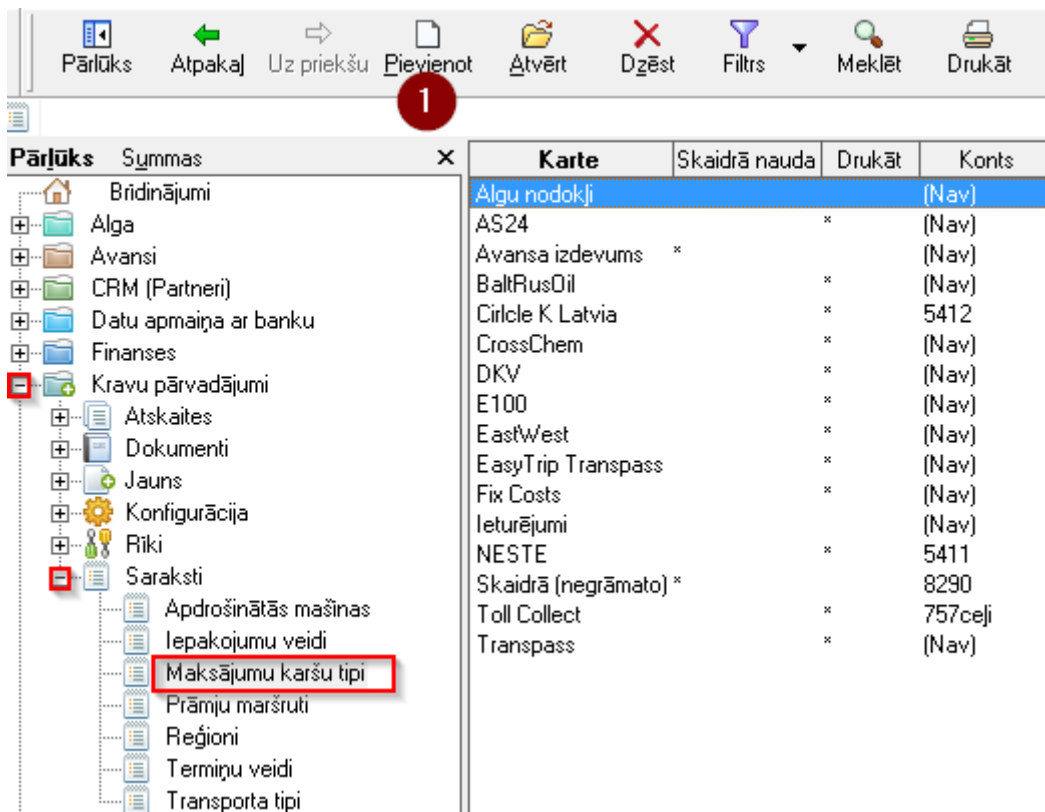 Pārlūks Atpakaļ Uz priekšu Pievienot Atvērt Dzēst Filtrs Meklēt Drukāt
1
Pārļūks Summas
Brīdinājumi
Alga
Avansi
CRM (Partneri)
Datu apmaiņa ar banku
Finanses
Kravu pārvadājumi
Atskaites
Dokumenti
Jauns
Konfigurācija
Rīki
Saraksti
Apdrošinātās mašīnas
Iepakojumu veidi
Maksājumu karšu tipi
Prāmju maršruti
Reģioni
Termiņu veidi
Transporta tipi
Karte Skaidrā nauda Drukāt Konts
Algu nodokļi (Nav)
AS24 * (Nav)
Avansa izdevums * (Nav)
BaltRusOil * (Nav)
Cirlcle K Latvia * 5412
CrossChem * (Nav)
DKV * (Nav)
E100 * (Nav)
EastWest * (Nav)
EasyTrip Transpass * (Nav)
Fix Costs * (Nav)
Ieturējumi (Nav)
NESTE * 5411
Skaidrā (negrāmato) * 8290
Toll Collect * 757ceļi
Transpass * (Nav)